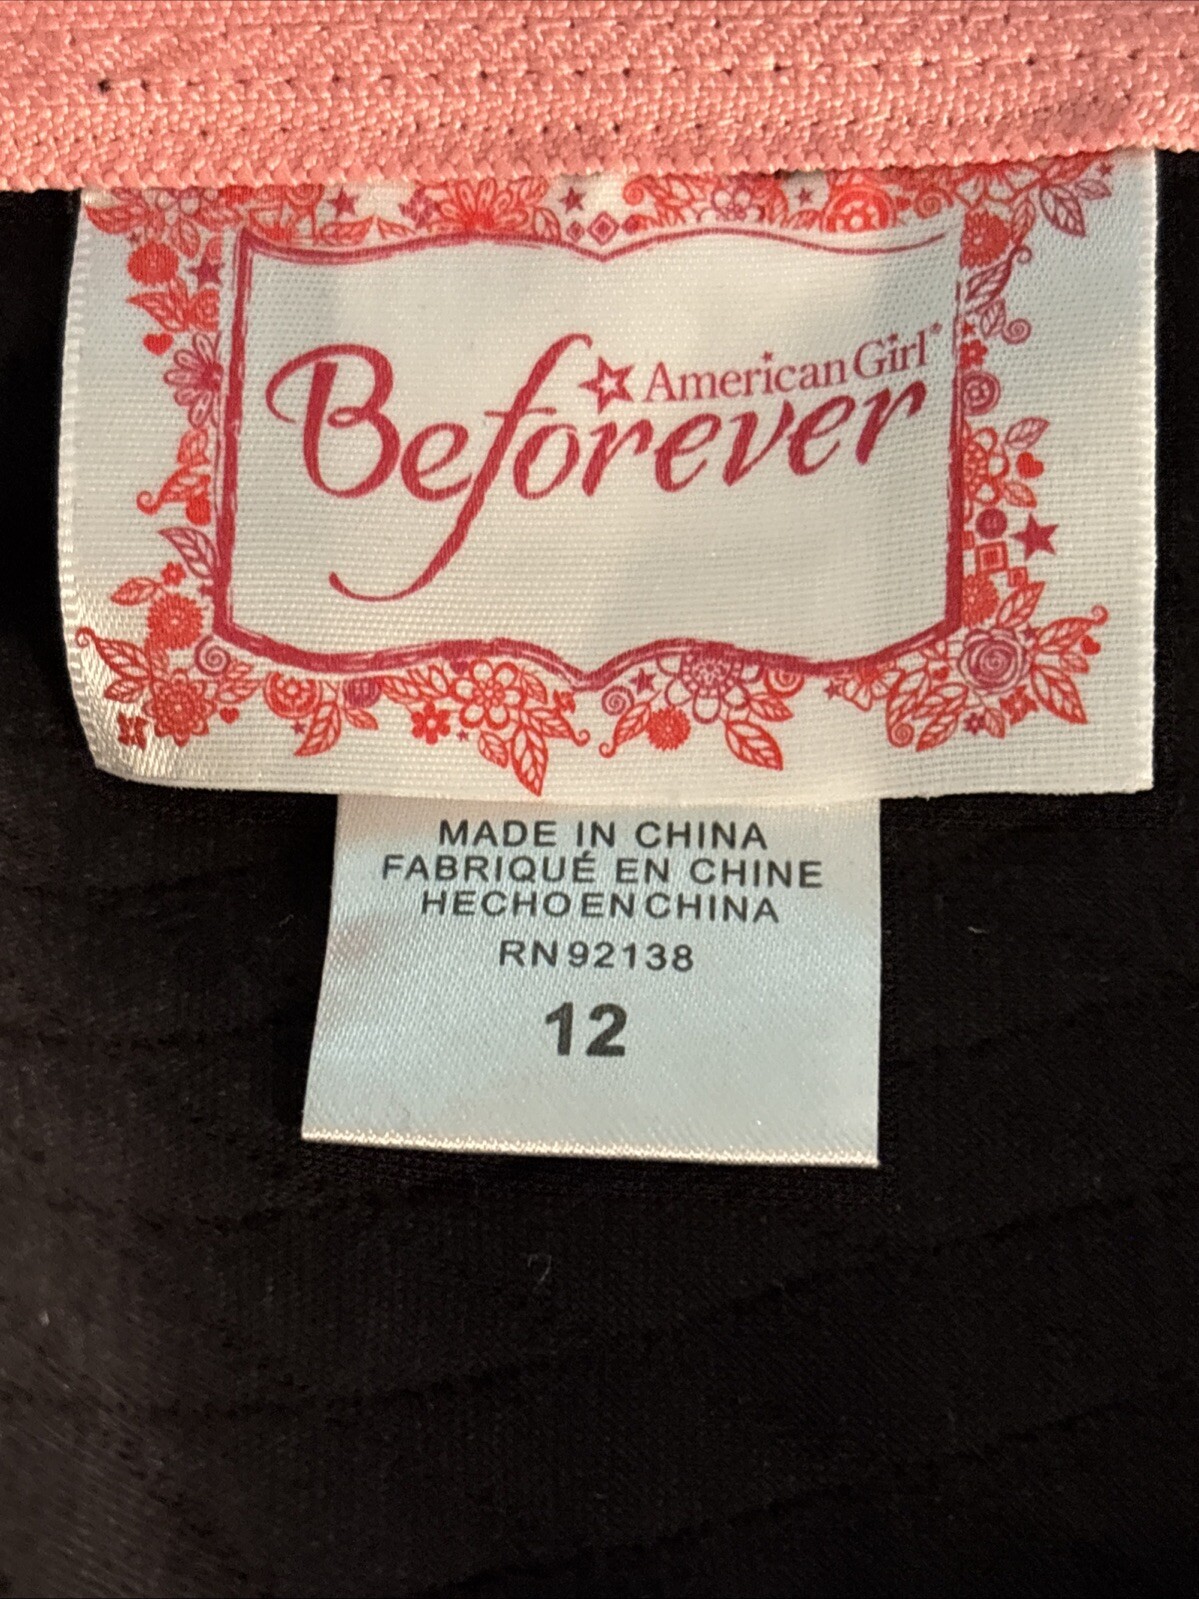 American Girl®
Beforever
MADE IN CHINA
FABRIQUÉ EN CHINE
HECHO EN CHINA
RN 92138
12